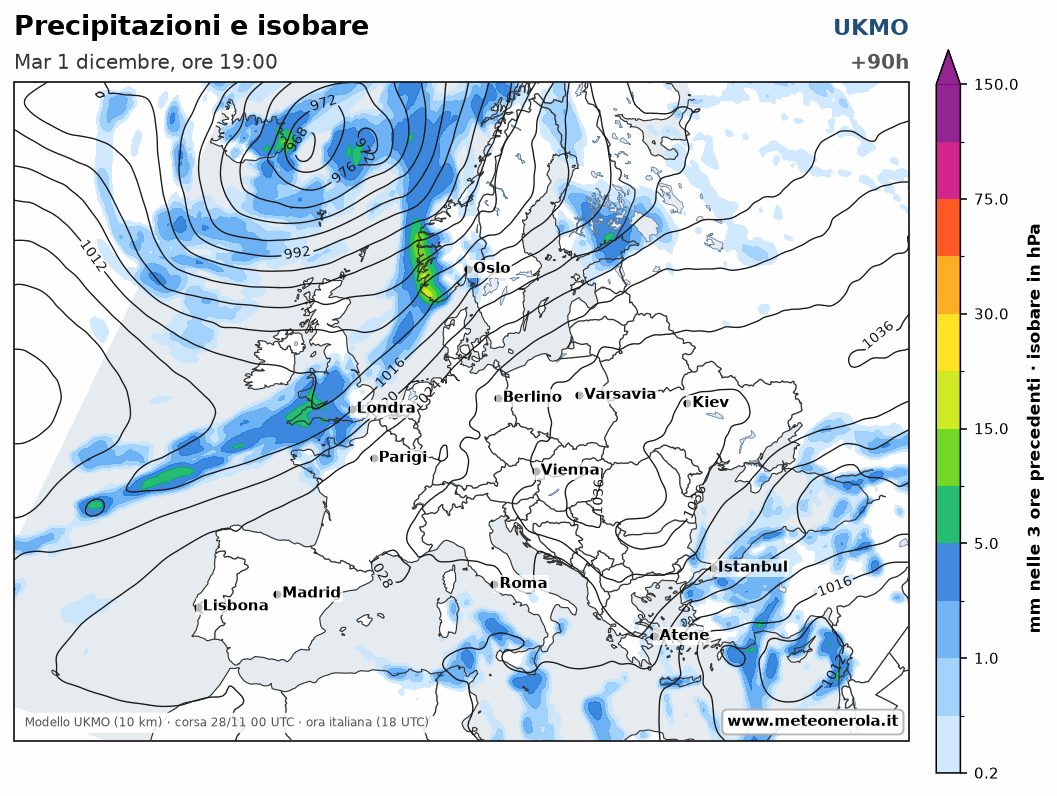 Precipitazioni e isobare
UKMO
Mar 1 dicembre, ore 19:00
+90h
150.0
75.0
30.0
15.0
5.0
1.0
0.2
mm nelle 3 ore precedenti · isobare in hPa
972
968
976
992
1012
1036
1016
1024
1036
1028
1016
1012
Oslo
Berlino
Varsavia
Kiev
Londra
Parigi
Vienna
Istanbul
Madrid
Roma
Lisbona
Atene
Modello UKMO (10 km) · corsa 28/11 00 UTC · ora italiana (18 UTC)
www.meteonerola.it